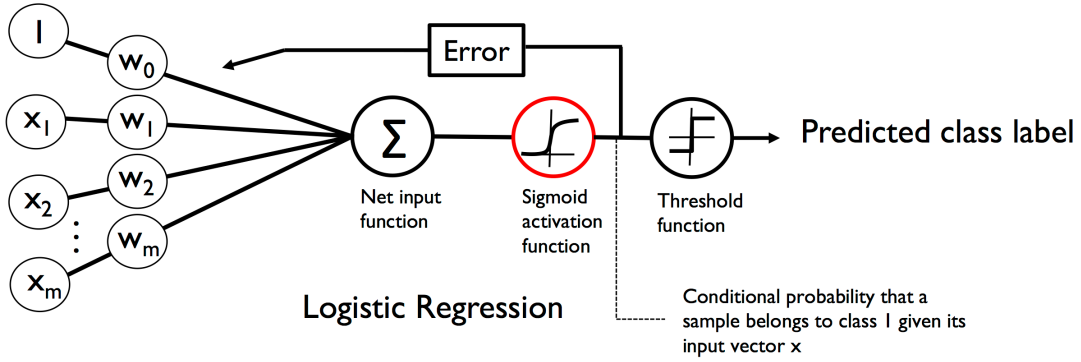 1
w0
x1
w1
x2
w2
⋮
xm
wm
Error
Σ
Net input
function
Sigmoid
activation
function
Threshold
function
Predicted class label
Logistic Regression
Conditional probability that a
sample belongs to class 1 given its
input vector x